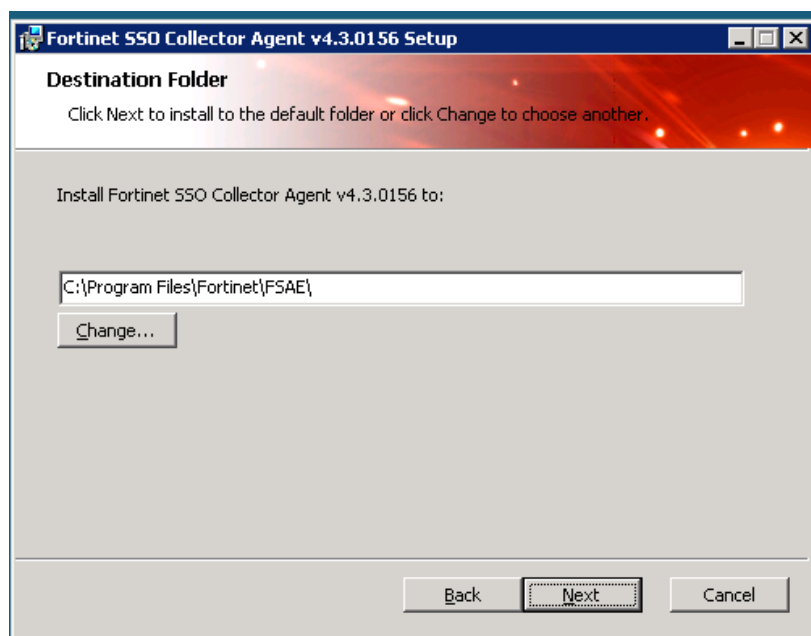 Fortinet SSO Collector Agent v4.3.0156 Setup
Destination Folder
Click Next to install to the default folder or click Change to choose another.
Install Fortinet SSO Collector Agent v4.3.0156 to:
C:\Program Files\Fortinet\FSAE\
Change...
Back Next Cancel